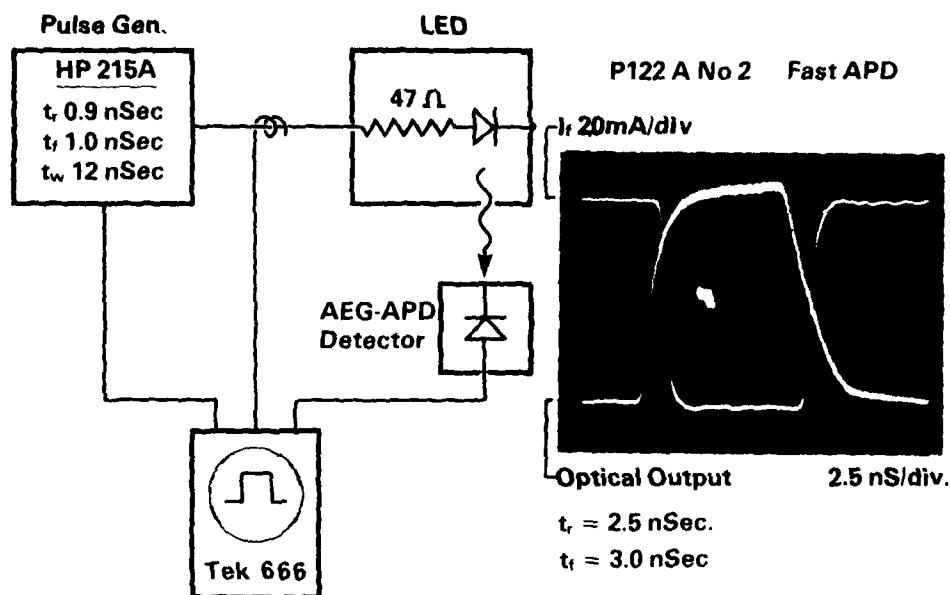 Pulse Gen.
HP 215A
tr 0.9 nSec
tf 1.0 nSec
tw 12 nSec
LED
47 Ω
AEG-APD
Detector
Tek 666
P122 A No 2 Fast APD
If 20mA/div
Optical Output 2.5 nS/div.
tr = 2.5 nSec.
tf = 3.0 nSec